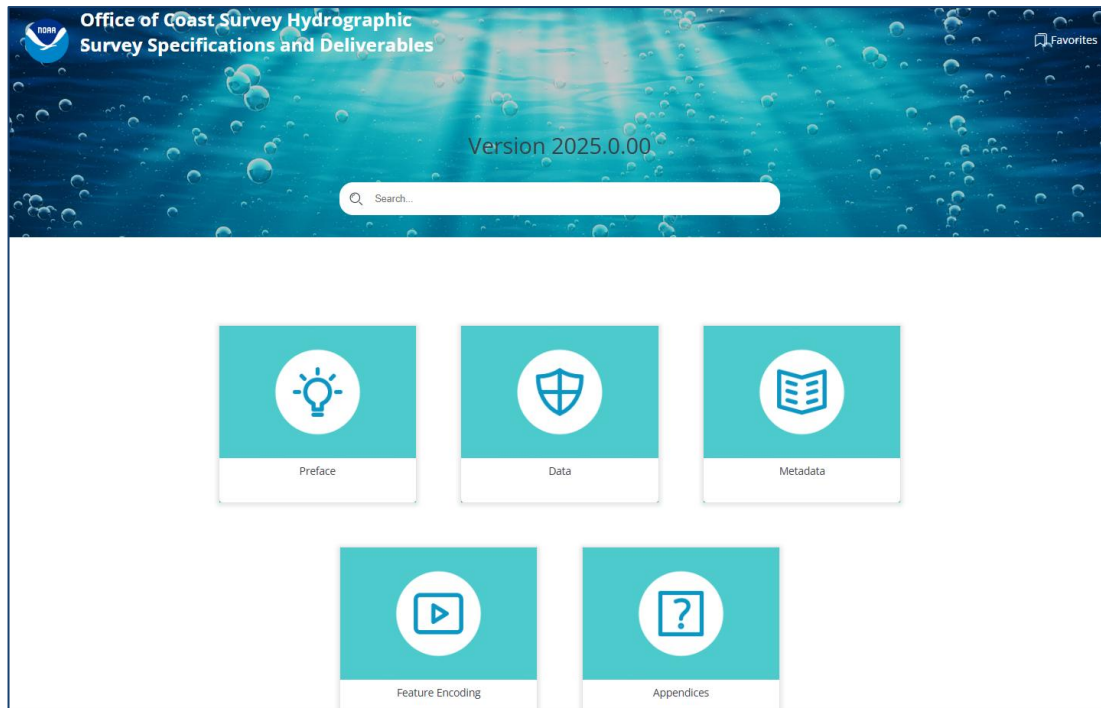 NOAA
Office of Coast Survey Hydrographic
Survey Specifications and Deliverables
Favorites
Version 2025.0.00
Search...
Preface
Data
Metadata
Feature Encoding
Appendices